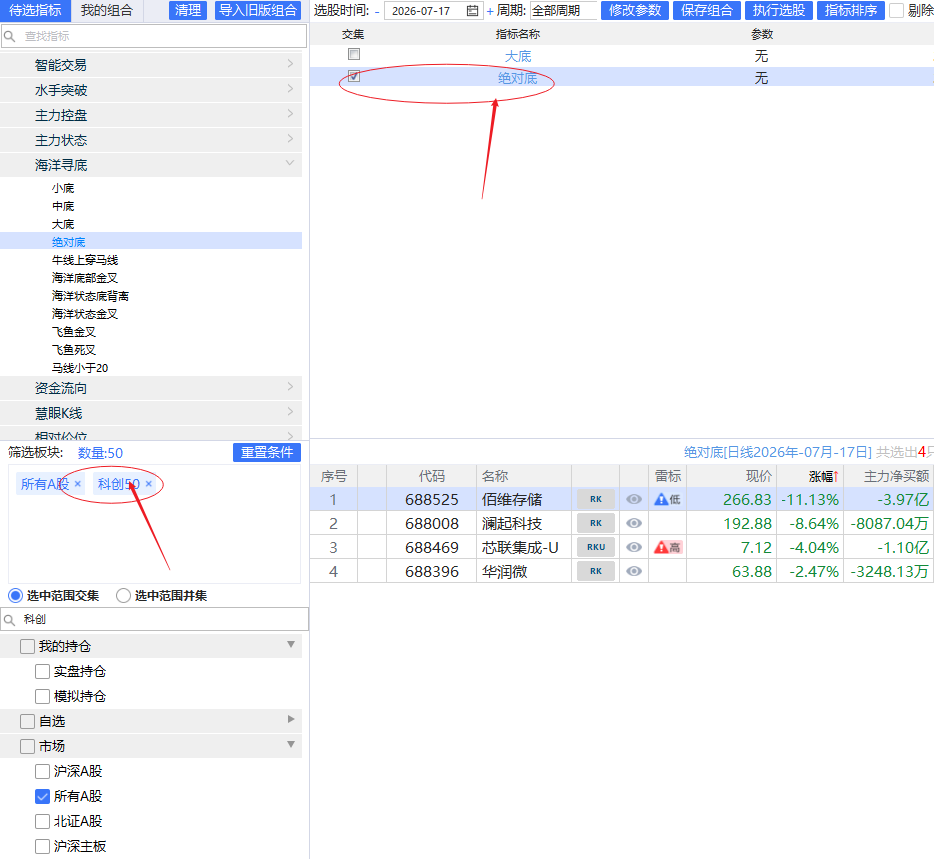 待选指标 我的组合 清理 导入旧版组合
选股时间: - 2026-07-17 + 周期: 全部周期 修改参数 保存组合 执行选股 指标排序 剔除
查找指标
交集 指标名称 参数
大底 无
绝对底 无
智能交易
水手突破
主力控盘
主力状态
海洋寻底
小底
中底
大底
绝对底
牛线上穿马线
海洋底部金叉
海洋状态底背离
海洋状态金叉
飞鱼金叉
飞鱼死叉
马线小于20
资金流向
慧眼K线
相对价位
筛选板块: 数量:50 重置条件
所有A股 × 科创50 ×
选中范围交集 选中范围并集
科创
我的持仓
实盘持仓
模拟持仓
自选
市场
沪深A股
所有A股
北证A股
沪深主板
绝对底[日线2026年-07月-17日] 共选出4只
序号 代码 名称 雷标 现价 涨幅↑ 主力净买额
1 688525 佰维存储 RK 低 266.83 -11.13% -3.97亿
2 688008 澜起科技 RK 192.88 -8.64% -8087.04万
3 688469 芯联集成-U RKU 高 7.12 -4.04% -1.10亿
4 688396 华润微 RK 63.88 -2.47% -3248.13万